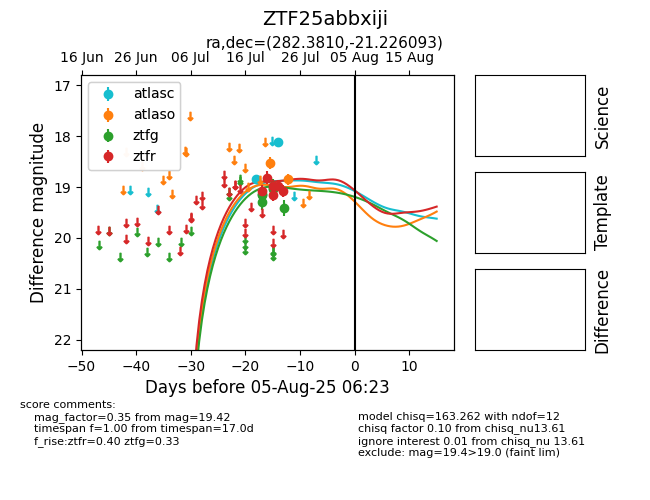 ZTF25abbxiji
ra,dec=(282.3810,-21.226093)
16 Jun 26 Jun 06 Jul 16 Jul 26 Jul 05 Aug 15 Aug
17
18
19
20
21
22
Difference magnitude
atlasc
atlaso
ztfg
ztfr
−50 −40 −30 −20 −10 0 10
Days before 05-Aug-25 06:23
Science
Template
Difference
score comments:
mag_factor=0.35 from mag=19.42
timespan f=1.00 from timespan=17.0d
f_rise:ztfr=0.40 ztfg=0.33
model chisq=163.262 with ndof=12
chisq factor 0.10 from chisq_nu13.61
ignore interest 0.01 from chisq_nu 13.61
exclude: mag=19.4>19.0 (faint lim)